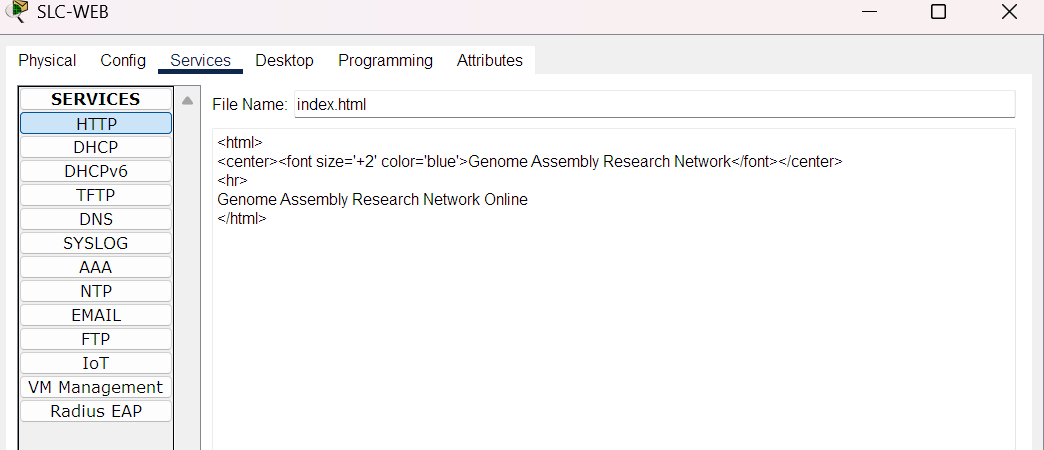 SLC-WEB
Physical Config Services Desktop Programming Attributes
SERVICES
HTTP
DHCP
DHCPv6
TFTP
DNS
SYSLOG
AAA
NTP
EMAIL
FTP
IoT
VM Management
Radius EAP
File Name: index.html
<html>
<center><font size='+2' color='blue'>Genome Assembly Research Network</font></center>
<hr>
Genome Assembly Research Network Online
</html>